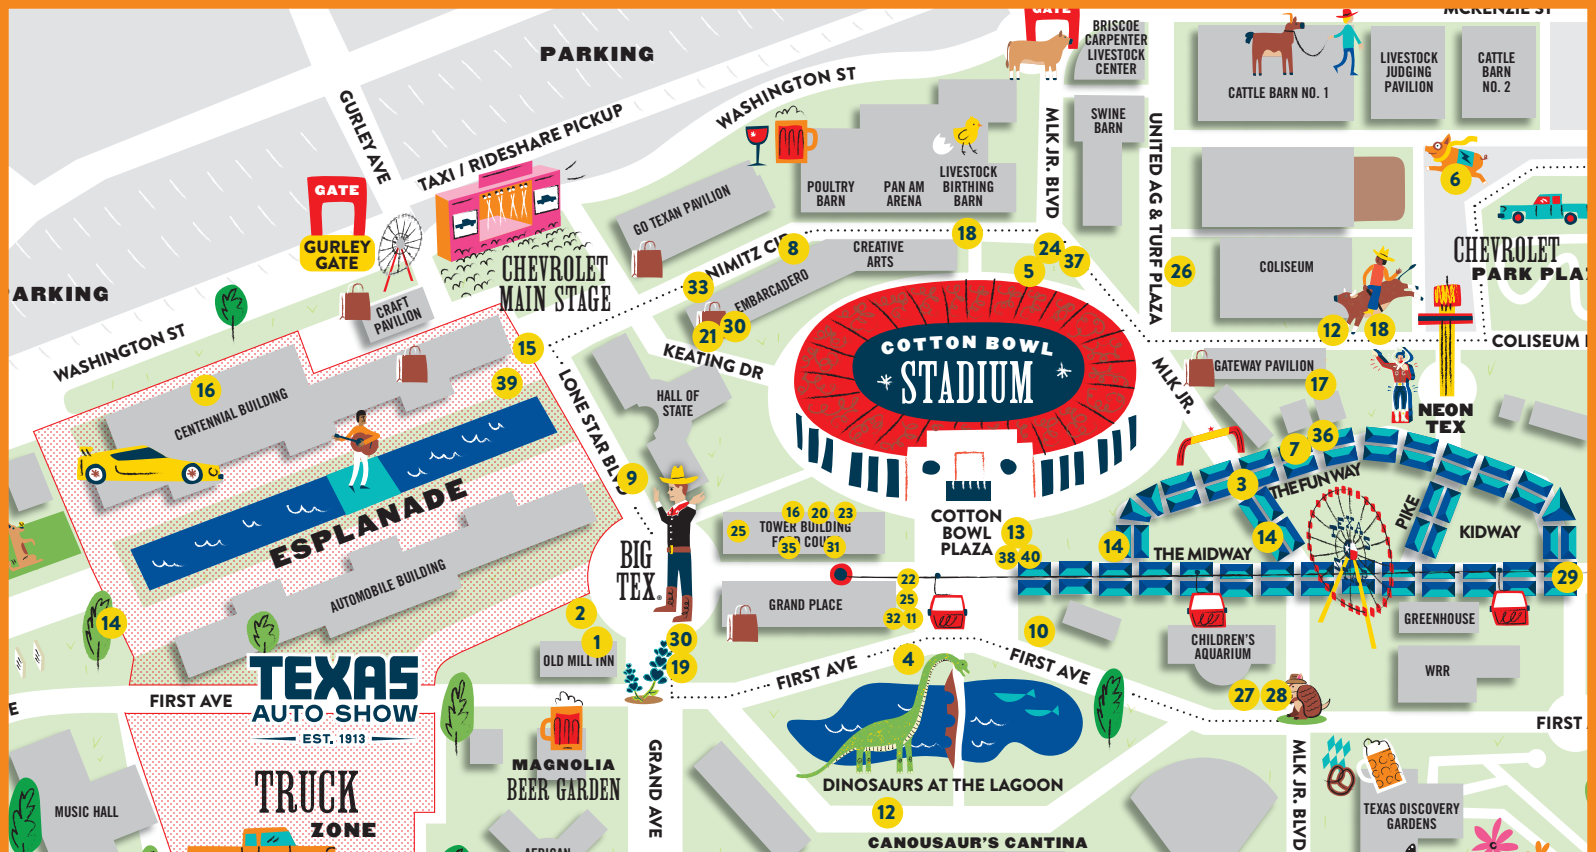 MCKENZIE ST
GATE
BRISCOE
CARPENTER
LIVESTOCK
CENTER
PARKING
CATTLE BARN NO. 1
LIVESTOCK
JUDGING
PAVILION
CATTLE
BARN
NO. 2
WASHINGTON ST
GURLEY AVE
TAXI / RIDESHARE PICKUP
SWINE
BARN
MLK JR. BLVD
UNITED AG & TURF PLAZA
6
GATE
GURLEY
GATE
POULTRY
BARN
PAN AM
ARENA
LIVESTOCK
BIRTHING
BARN
GO TEXAN PAVILION
CHEVROLET
MAIN STAGE
NIMITZ CIR
8
CREATIVE
ARTS
18
24
37
5
26
COLISEUM
CHEVROLET
PARK PLAZ
PARKING
CRAFT
PAVILION
33
EMBARCADERO
30
21
12
18
WASHINGTON ST
15
KEATING DR
COTTON BOWL
STADIUM
COLISEUM
MLK JR.
GATEWAY PAVILION
17
16
CENTENNIAL BUILDING
39
LONE STAR BLVD
HALL OF
STATE
NEON
TEX
7
36
9
ESPLANADE
3
THE FUN WAY
PIKE
KIDWAY
25
16
20
23
TOWER BUILDING
FOOD COURT
35
31
COTTON
BOWL
PLAZA
13
38
40
14
14
THE MIDWAY
29
BIG
TEX®
AUTOMOBILE BUILDING
GRAND PLACE
22
25
32
11
14
2
1
OLD MILL INN
30
19
10
CHILDREN'S
AQUARIUM
GREENHOUSE
WRR
FIRST AVE
4
FIRST AVE
27
28
E
FIRST AVE
TEXAS
AUTO SHOW
EST. 1913
FIRST
TRUCK
ZONE
MUSIC HALL
MAGNOLIA
BEER GARDEN
GRAND AVE
DINOSAURS AT THE LAGOON
12
CANOUSAUR'S CANTINA
MLK JR. BLVD
TEXAS DISCOVERY
GARDENS
AFRICAN